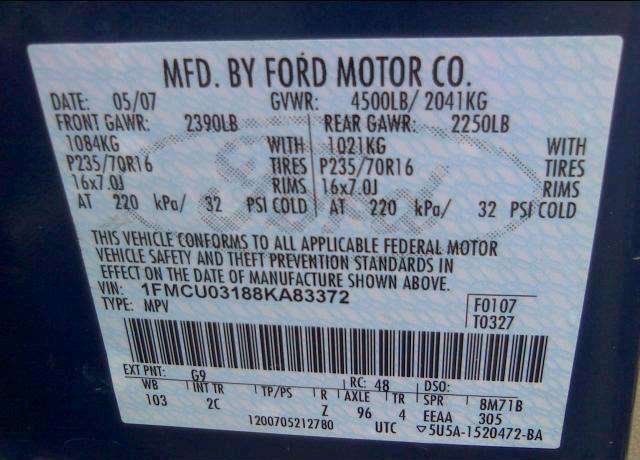 MFD. BY FORD MOTOR CO.
DATE: 05/07 GVWR: 4500LB/ 2041KG
FRONT GAWR: 2390LB REAR GAWR: 2250LB
1084KG WITH 1021KG WITH
P235/70R16 TIRES P235/70R16 TIRES
16x7.0J RIMS 16x7.0J RIMS
AT 220 kPa/ 32 PSI COLD AT 220 kPa/ 32 PSI COLD
THIS VEHICLE CONFORMS TO ALL APPLICABLE FEDERAL MOTOR
VEHICLE SAFETY AND THEFT PREVENTION STANDARDS IN
EFFECT ON THE DATE OF MANUFACTURE SHOWN ABOVE.
VIN: 1FMCU03188KA83372
TYPE: MPV F0107
T0327
EXT PNT: G9 RC: 48 DSO:
WB INT TR TP/PS R AXLE TR SPR 8M71B
103 2C Z 96 4 EEAA 305
1200705212780 UTC ▽5U5A-1520472-BA